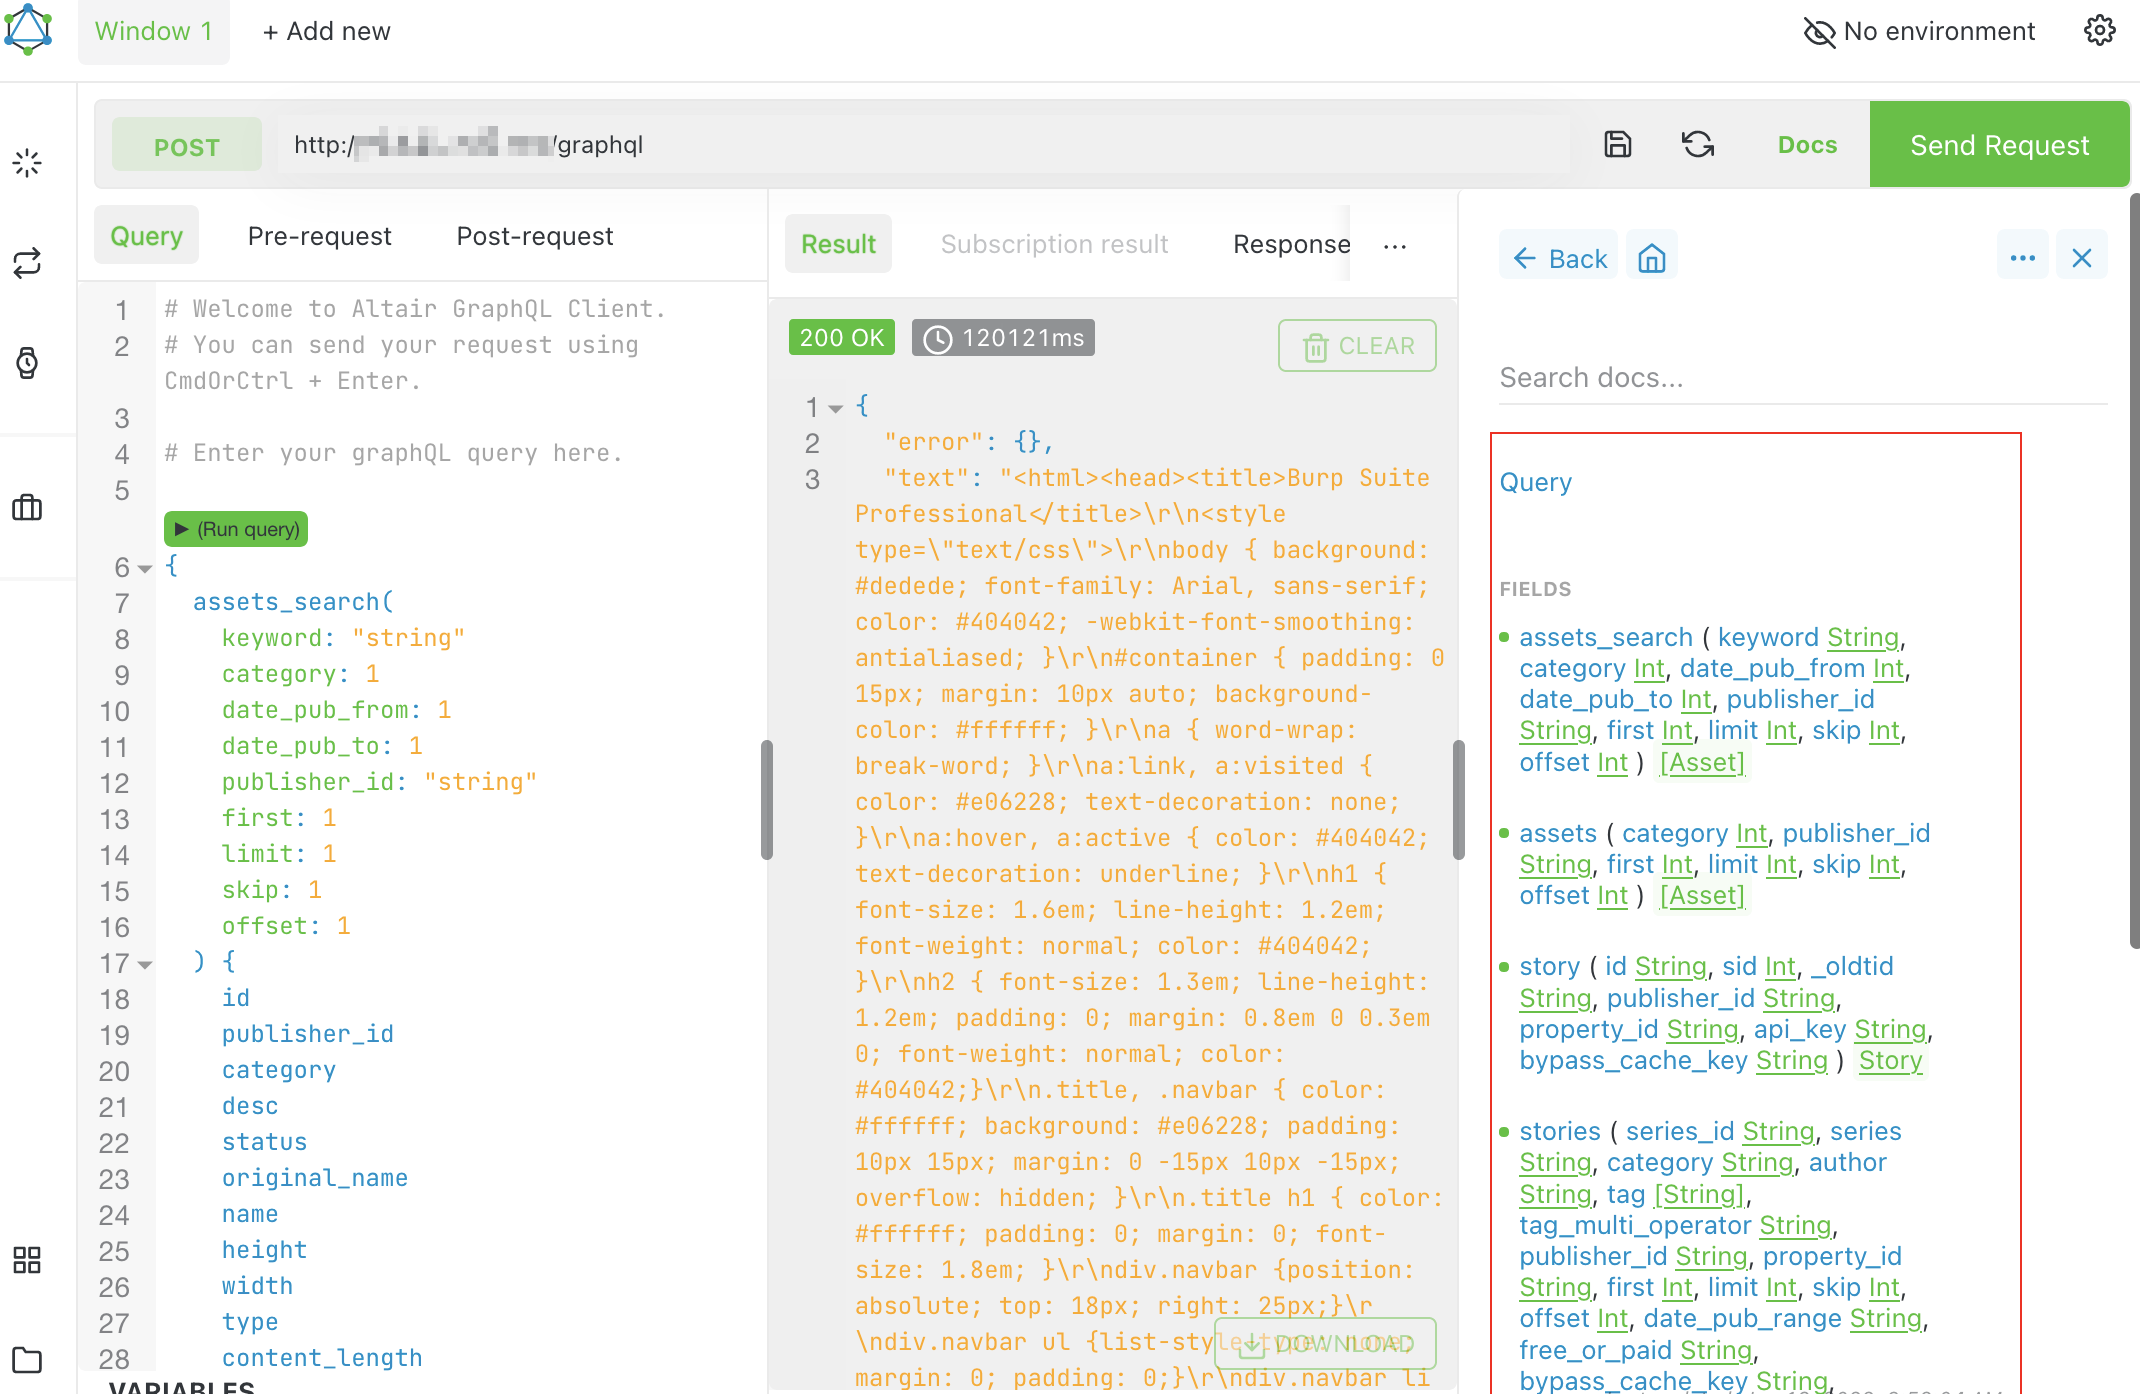 Window 1
+ Add new
No environment
POST
http:/
/graphql
Docs
Send Request
Query
Pre-request
Post-request
1 # Welcome to Altair GraphQL Client.
2 # You can send your request using
CmdOrCtrl + Enter.
3
4 # Enter your graphQL query here.
5
(Run query)
6 {
7 assets_search(
8 keyword: "string"
9 category: 1
10 date_pub_from: 1
11 date_pub_to: 1
12 publisher_id: "string"
13 first: 1
14 limit: 1
15 skip: 1
16 offset: 1
17 ) {
18 id
19 publisher_id
20 category
21 desc
22 status
23 original_name
24 name
25 height
26 width
27 type
28 content_length
VARIABLES
Result
Subscription result
Response
...
200 OK
120121ms
CLEAR
1 {
2 "error": {},
3 "text": "<html><head><title>Burp Suite
Professional</title>\r\n<style
type=\"text/css\">\r\nbody { background:
#dedede; font-family: Arial, sans-serif;
color: #404042; -webkit-font-smoothing:
antialiased; }\r\n#container { padding: 0
15px; margin: 10px auto; background-
color: #ffffff; }\r\na { word-wrap:
break-word; }\r\na:link, a:visited {
color: #e06228; text-decoration: none;
}\r\na:hover, a:active { color: #404042;
text-decoration: underline; }\r\nh1 {
font-size: 1.6em; line-height: 1.2em;
font-weight: normal; color: #404042;
}\r\nh2 { font-size: 1.3em; line-height:
1.2em; padding: 0; margin: 0.8em 0 0.3em
0; font-weight: normal; color:
#404042;}\r\n.title, .navbar { color:
#ffffff; background: #e06228; padding:
10px 15px; margin: 0 -15px 10px -15px;
overflow: hidden; }\r\n.title h1 { color:
#ffffff; padding: 0; margin: 0; font-
size: 1.8em; }\r\ndiv.navbar {position:
absolute; top: 18px; right: 25px;}\r
\ndiv.navbar ul {list-style-type: none;
margin: 0; padding: 0;}\r\ndiv.navbar li
DOWNLOAD
Back
Search docs...
Query
FIELDS
assets_search ( keyword String,
category Int, date_pub_from Int,
date_pub_to Int, publisher_id
String, first Int, limit Int, skip Int,
offset Int ) [Asset]
assets ( category Int, publisher_id
String, first Int, limit Int, skip Int,
offset Int ) [Asset]
story ( id String, sid Int, _oldtid
String, publisher_id String,
property_id String, api_key String,
bypass_cache_key String ) Story
stories ( series_id String, series
String, category String, author
String, tag [String],
tag_multi_operator String,
publisher_id String, property_id
String, first Int, limit Int, skip Int,
offset Int, date_pub_range String,
free_or_paid String,
bypass_cache_key String,